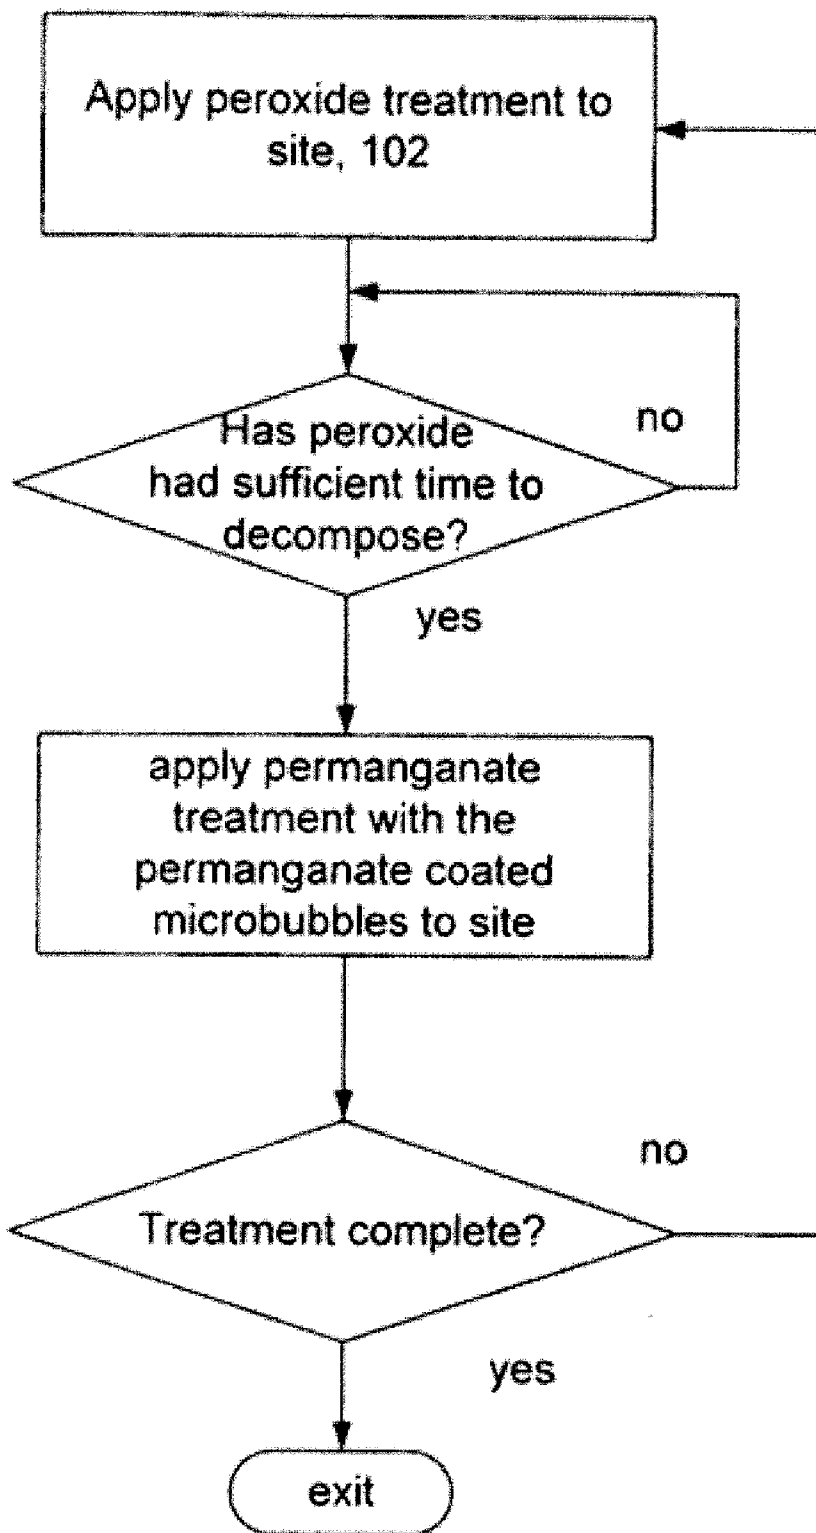 Apply peroxide treatment to
site, 102
Has peroxide
had sufficient time to
decompose?
no
yes
apply permanganate
treatment with the
permanganate coated
microbubbles to site
Treatment complete?
no
yes
exit